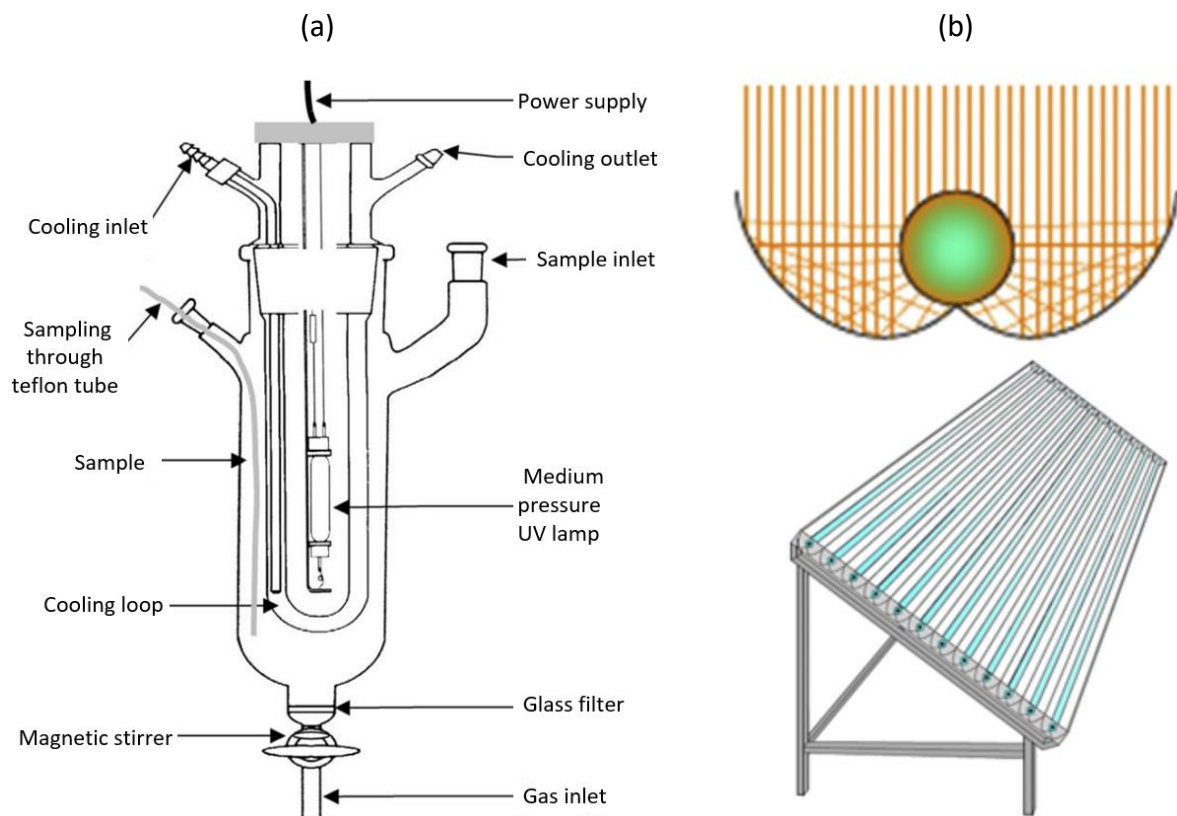 (a)
(b)
Power supply
Cooling outlet
Cooling inlet
Sample inlet
Sampling
through
teflon tube
Sample
Medium
pressure
UV lamp
Cooling loop
Glass filter
Magnetic stirrer
Gas inlet